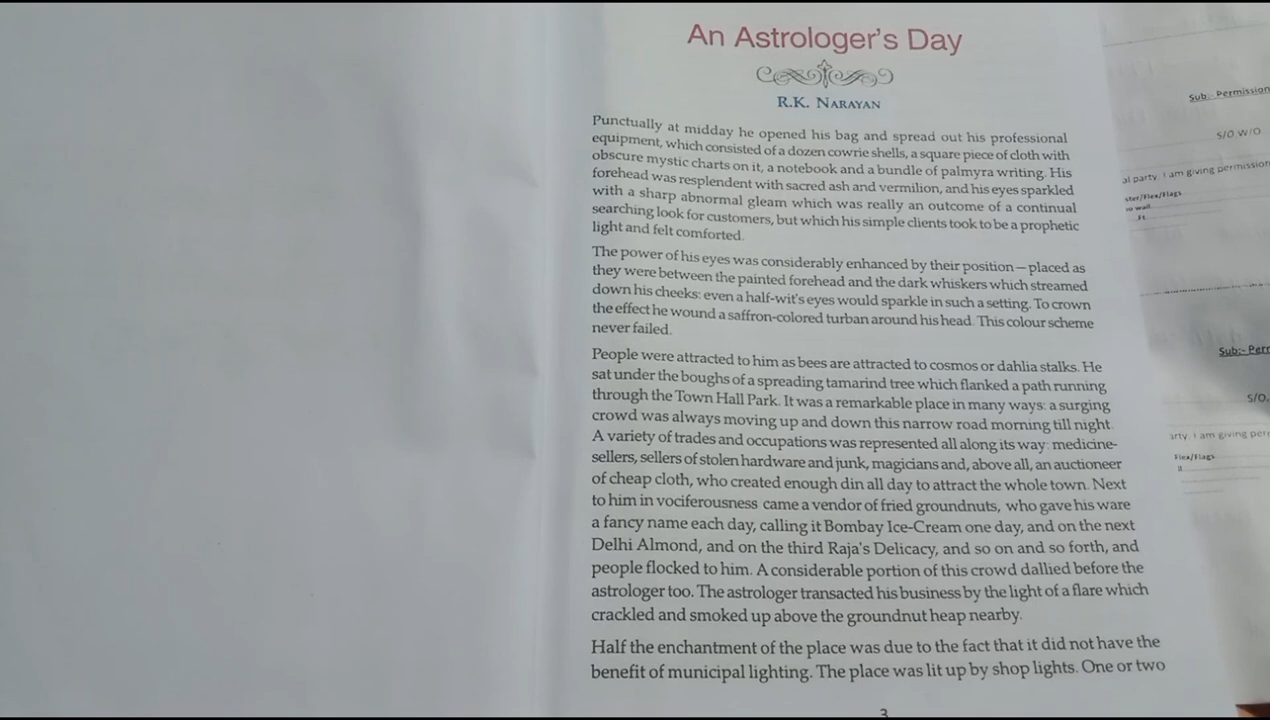 An Astrologer's Day
R.K. NARAYAN
Punctually at midday he opened his bag and spread out his professional
equipment, which consisted of a dozen cowrie shells, a square piece of cloth with
obscure mystic charts on it, a notebook and a bundle of palmyra writing. His
forehead was resplendent with sacred ash and vermilion, and his eyes sparkled
with a sharp abnormal gleam which was really an outcome of a continual
searching look for customers, but which his simple clients took to be a prophetic
light and felt comforted.
The power of his eyes was considerably enhanced by their position — placed as
they were between the painted forehead and the dark whiskers which streamed
down his cheeks: even a half-wit's eyes would sparkle in such a setting. To crown
the effect he wound a saffron-colored turban around his head. This colour scheme
never failed.
People were attracted to him as bees are attracted to cosmos or dahlia stalks. He
sat under the boughs of a spreading tamarind tree which flanked a path running
through the Town Hall Park. It was a remarkable place in many ways: a surging
crowd was always moving up and down this narrow road morning till night.
A variety of trades and occupations was represented all along its way: medicine-
sellers, sellers of stolen hardware and junk, magicians and, above all, an auctioneer
of cheap cloth, who created enough din all day to attract the whole town. Next
to him in vociferousness came a vendor of fried groundnuts, who gave his ware
a fancy name each day, calling it Bombay Ice-Cream one day, and on the next
Delhi Almond, and on the third Raja's Delicacy, and so on and so forth, and
people flocked to him. A considerable portion of this crowd dallied before the
astrologer too. The astrologer transacted his business by the light of a flare which
crackled and smoked up above the groundnut heap nearby.
Half the enchantment of the place was due to the fact that it did not have the
benefit of municipal lighting. The place was lit up by shop lights. One or two
3
Sub:- Permission
S/O W/O
al party. I am giving permission
ster/Flex/Flags
wall
Ft
Sub:- Perr
S/O,
arty. I am giving per
Flex/Flags